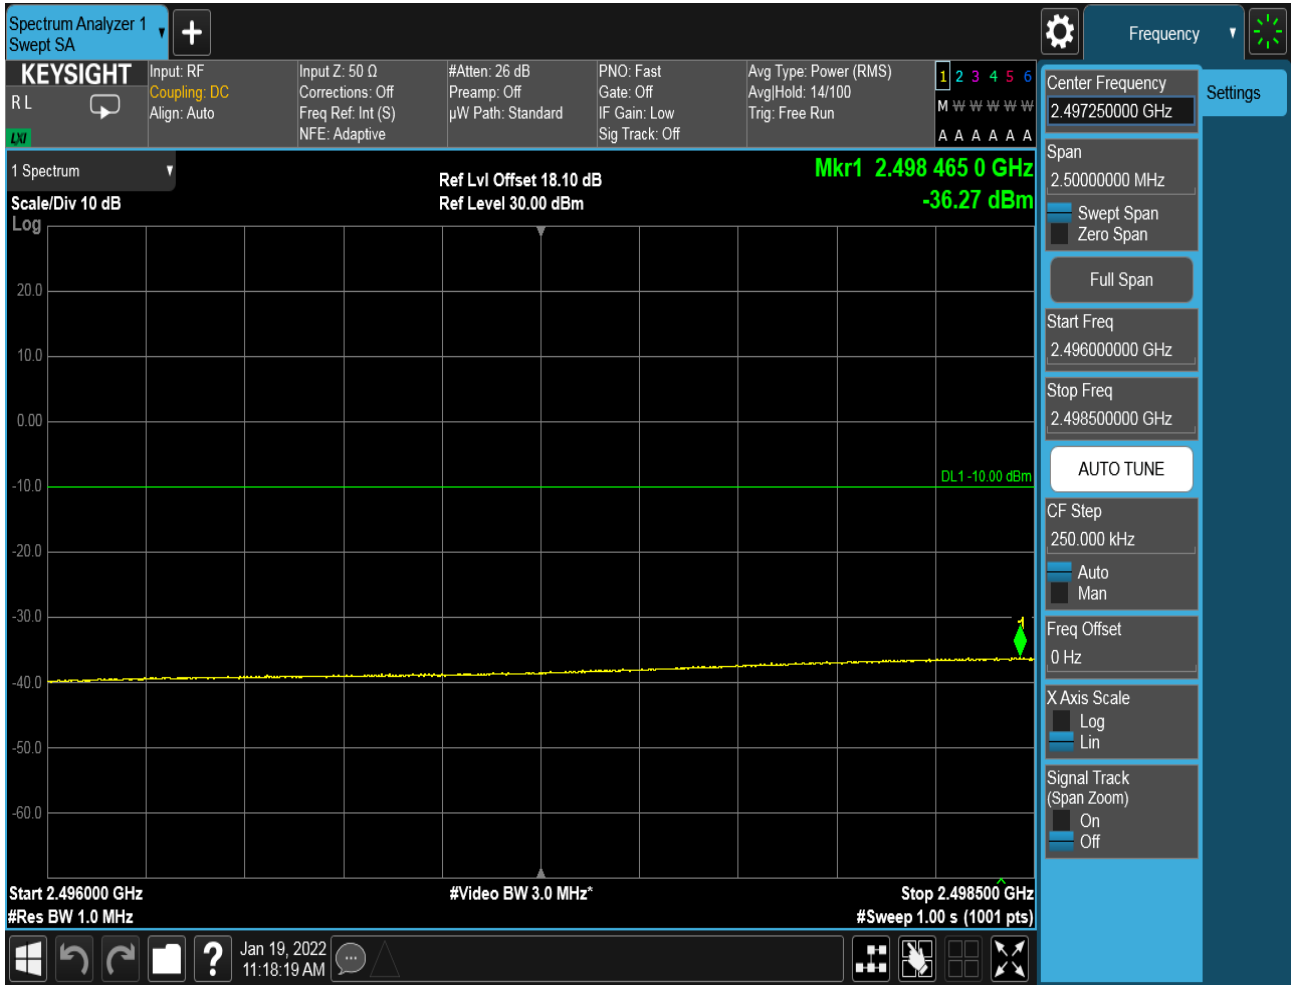 Spectrum Analyzer 1
Swept SA
Frequency
KEYSIGHT
R L
LXI
Input: RF
Coupling: DC
Align: Auto
Input Z: 50 Ω
Corrections: Off
Freq Ref: Int (S)
NFE: Adaptive
#Atten: 26 dB
Preamp: Off
µW Path: Standard
PNO: Fast
Gate: Off
IF Gain: Low
Sig Track: Off
Avg Type: Power (RMS)
Avg|Hold: 14/100
Trig: Free Run
1 2 3 4 5 6
M W W W W W
A A A A A A
1 Spectrum
Scale/Div 10 dB
Log
Ref Lvl Offset 18.10 dB
Ref Level 30.00 dBm
Mkr1 2.498 465 0 GHz
-36.27 dBm
20.0
10.0
0.00
-10.0
-20.0
-30.0
-40.0
-50.0
-60.0
DL1 -10.00 dBm
1
Start 2.496000 GHz
#Res BW 1.0 MHz
#Video BW 3.0 MHz*
Stop 2.498500 GHz
#Sweep 1.00 s (1001 pts)
Center Frequency
2.497250000 GHz
Span
2.50000000 MHz
Swept Span
Zero Span
Full Span
Start Freq
2.496000000 GHz
Stop Freq
2.498500000 GHz
AUTO TUNE
CF Step
250.000 kHz
Auto
Man
Freq Offset
0 Hz
X Axis Scale
Log
Lin
Signal Track
(Span Zoom)
On
Off
Settings
?
Jan 19, 2022
11:18:19 AM